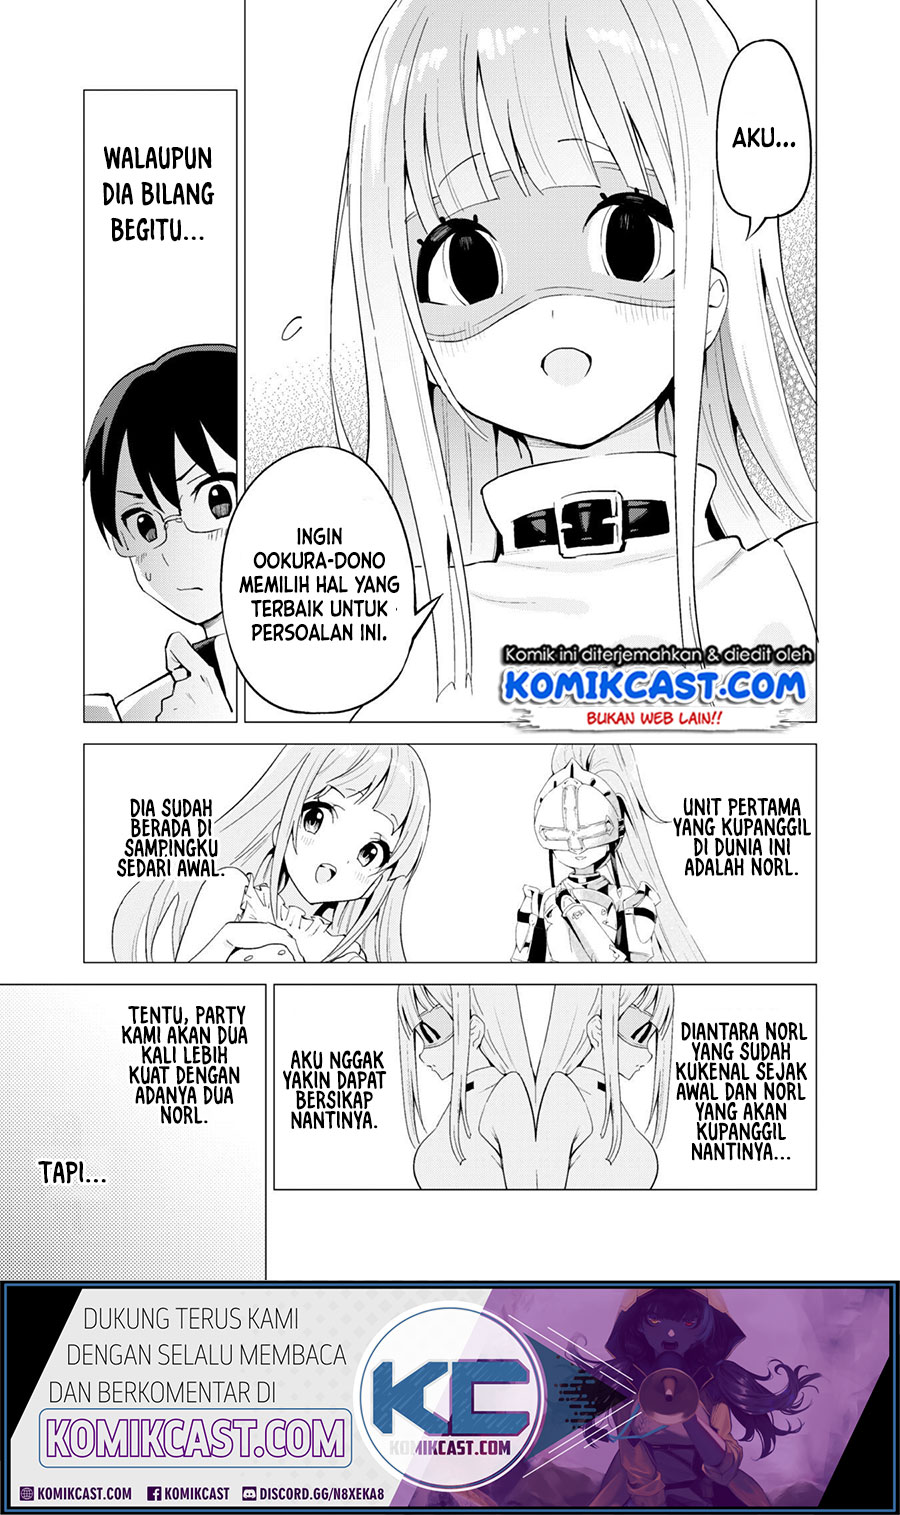 AKU...
INGIN
OOKURA-DONO
MEMILIH HAL YANG
TERBAIK UNTUK
PERSOALAN INI.
WALAUPUN
DIA BILANG
BEGITU...
Komik ini diterjemahkan & diedit oleh
KOMIKCAST.COM
BUKAN WEB LAIN!!
UNIT PERTAMA
YANG KUPANGGIL
DI DUNIA INI
ADALAH NORL.
DIA SUDAH
BERADA DI
SAMPINGKU
SEDARI AWAL.
DIANTARA NORL
YANG SUDAH
KUKENAL SEJAK
AWAL DAN NORL
YANG AKAN
KUPANGGIL
NANTINYA...
AKU NGGAK
YAKIN DAPAT
BERSIKAP
NANTINYA.
TENTU, PARTY
KAMI AKAN DUA
KALI LEBIH
KUAT DENGAN
ADANYA DUA
NORL.
TAPI...
DUKUNG TERUS KAMI
DENGAN SELALU MEMBACA
DAN BERKOMENTAR DI
KOMIKCAST.COM
KC
KOMIKCAST.COM
KOMIKCAST.COM
KOMIKCAST
DISCORD.GG/N8XEKA8